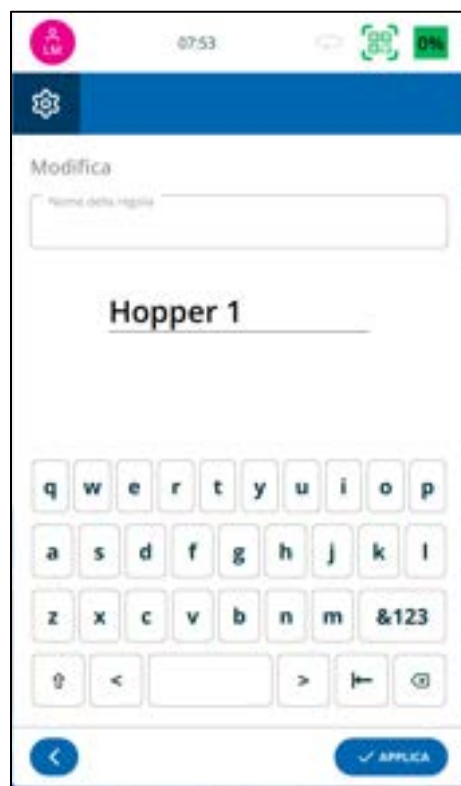 LM 07:53 0%
Modifica
Nome della regola
Hopper 1
q w e r t y u i o p
a s d f g h j k l
z x c v b n m &123
< >
APPLICA